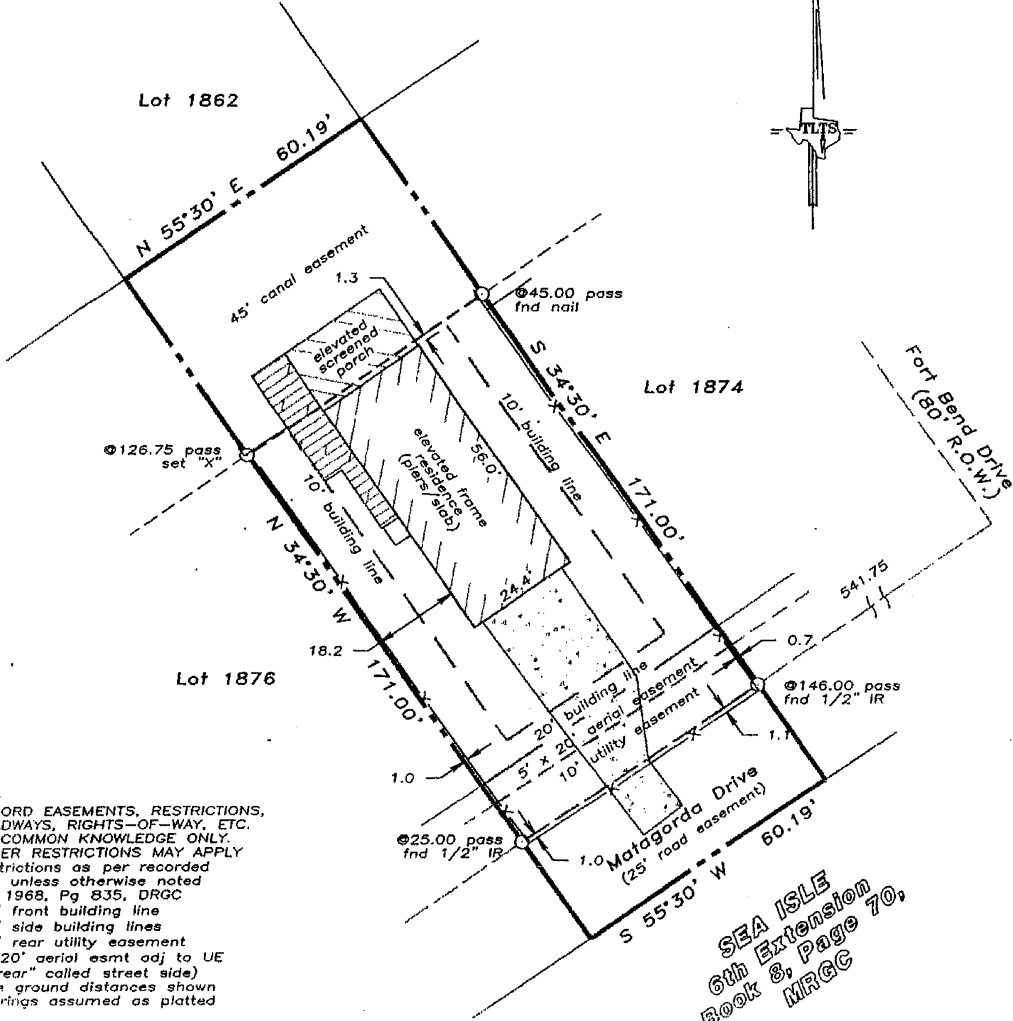 Lot 1862
N 55°30' E 60.19'
TLTS
45' canal easement
1.3
@45.00 pass
fnd nail
elevated
screened
porch
S 34°30' E 171.00'
Lot 1874
Fort Bend Drive
(80' R.O.W.)
@126.75 pass
set "X"
10' building line
elevated frame
residence
(piers/slab)
56.0'
10' building line
24.4'
N 34°30' W 171.00'
18.2
541.75
Lot 1876
0.7
20' building line
5' x 20' aerial easement
10' utility easement
@146.00 pass
fnd 1/2" IR
1.1
1.0
@25.00 pass
fnd 1/2" IR
1.0
Matagorda Drive
(25' road easement)
S 55°30' W 60.19'
ORD EASEMENTS, RESTRICTIONS,
DWAYS, RIGHTS-OF-WAY, ETC.
COMMON KNOWLEDGE ONLY.
ER RESTRICTIONS MAY APPLY
trictions as per recorded
unless otherwise noted
1968, Pg 835, DRGC
front building line
side building lines
rear utility easement
20' aerial esmt adj to UE
rear" called street side)
ground distances shown
rings assumed as platted
SEA ISLE
6th Extension
Book 8, Page 70,
MRGC